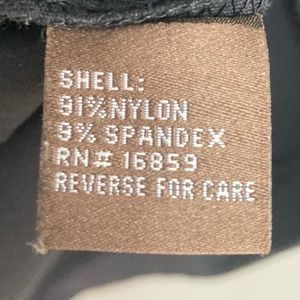 SHELL:
91%NYLON
9% SPANDEX
RN# 16859
REVERSE FOR CARE